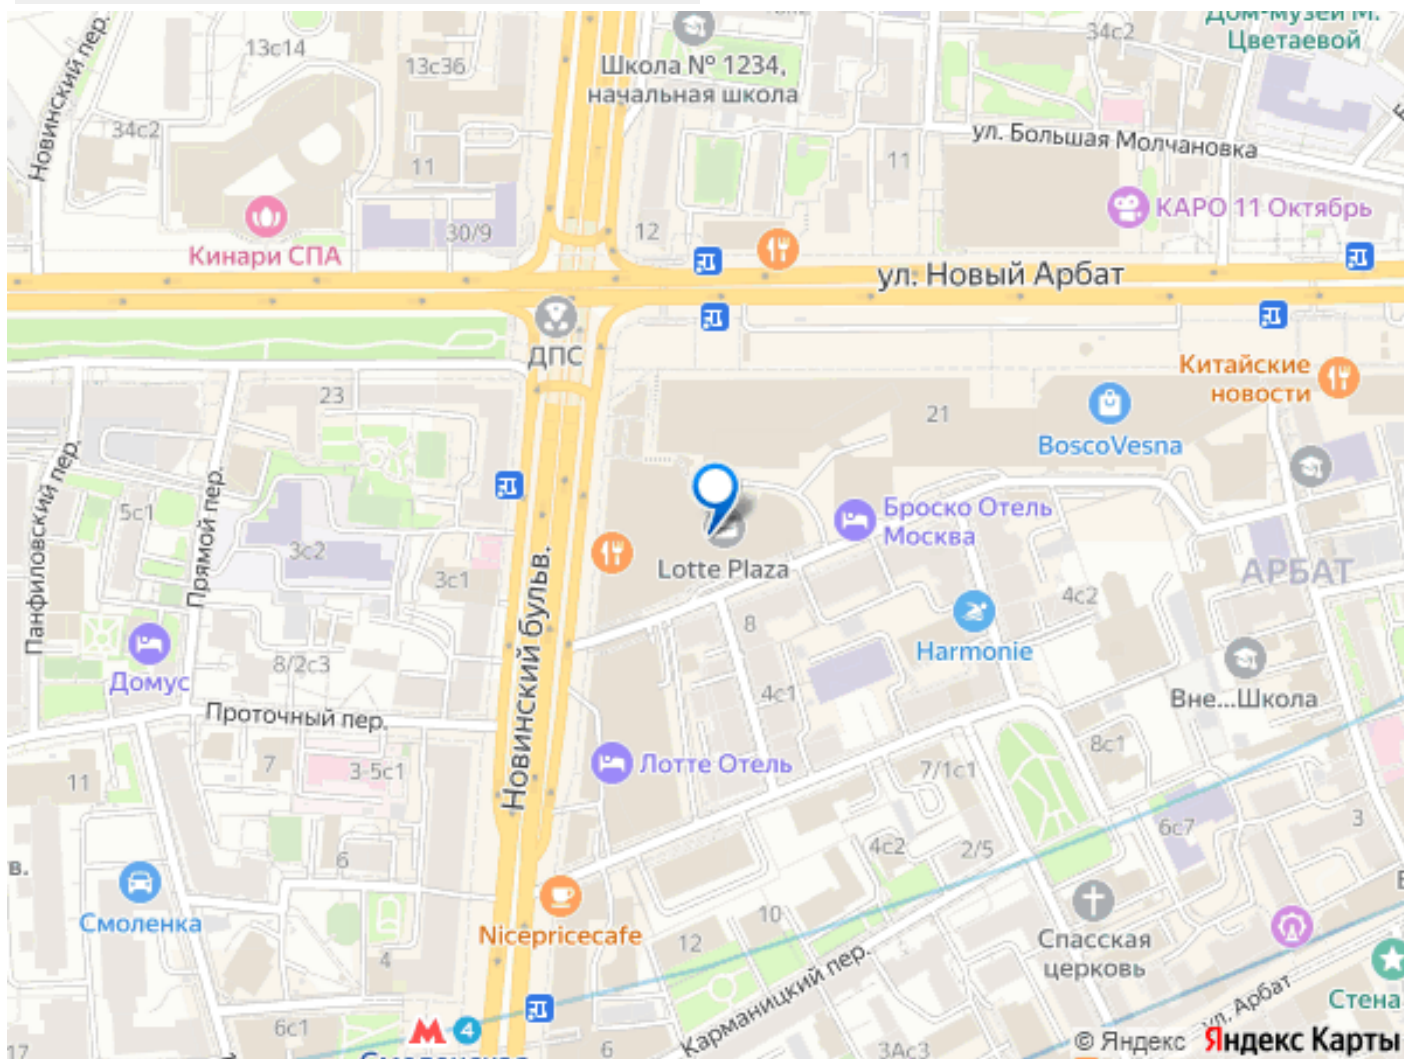 Новинский пер.
13с14
13с36
Школа № 1234,
начальная школа
34с2
Дом-музей М.
Цветаевой
34с2
11
11
ул. Большая Молчановка
КАРО 11 Октябрь
30/9
12
Кинари СПА
ул. Новый Арбат
ДПС
Китайские
новости
23
21
BoscoVesna
Панфиловский пер.
Прямой пер.
5с1
3с2
3с1
Броско Отель
Москва
Lotte Plaza
АРБАТ
4с2
8
Harmonie
Новинский бульв.
Домус
8/2с3
4с1
Вне...Школа
Проточный пер.
8с1
11
7
3-5с1
Лотте Отель
7/1с1
6с7
3
в.
6
4с2
2/5
Смоленка
Nicepricecafe
10
12
Спасская
церковь
4
Карманицкий пер.
ул. Арбат
Стена
6с1
4
17
6
3Ас3
© Яндекс Яндекс Карты